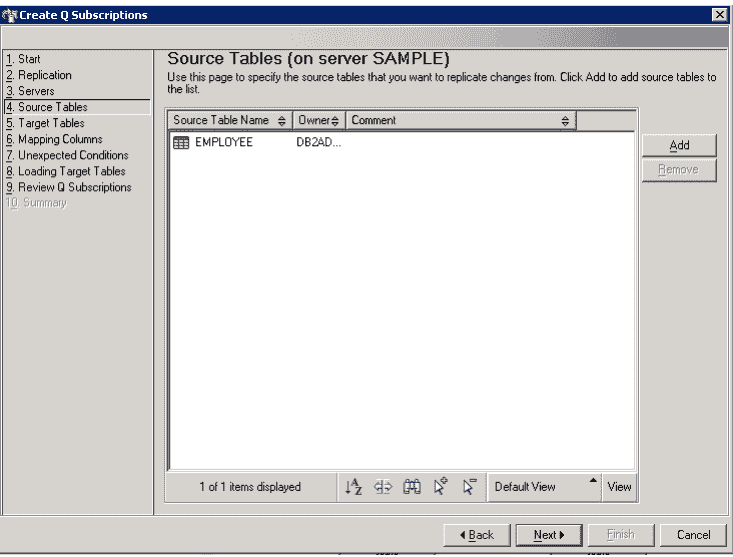 Create Q Subscriptions
1. Start
2. Replication
3. Servers
4. Source Tables
5. Target Tables
6. Mapping Columns
7. Unexpected Conditions
8. Loading Target Tables
9. Review Q Subscriptions
10. Summary
Source Tables (on server SAMPLE)
Use this page to specify the source tables that you want to replicate changes from. Click Add to add source tables to
the list.
Source Table Name Owner Comment
EMPLOYEE DB2AD...
Add
Remove
1 of 1 items displayed Default View View
Back Next Finish Cancel